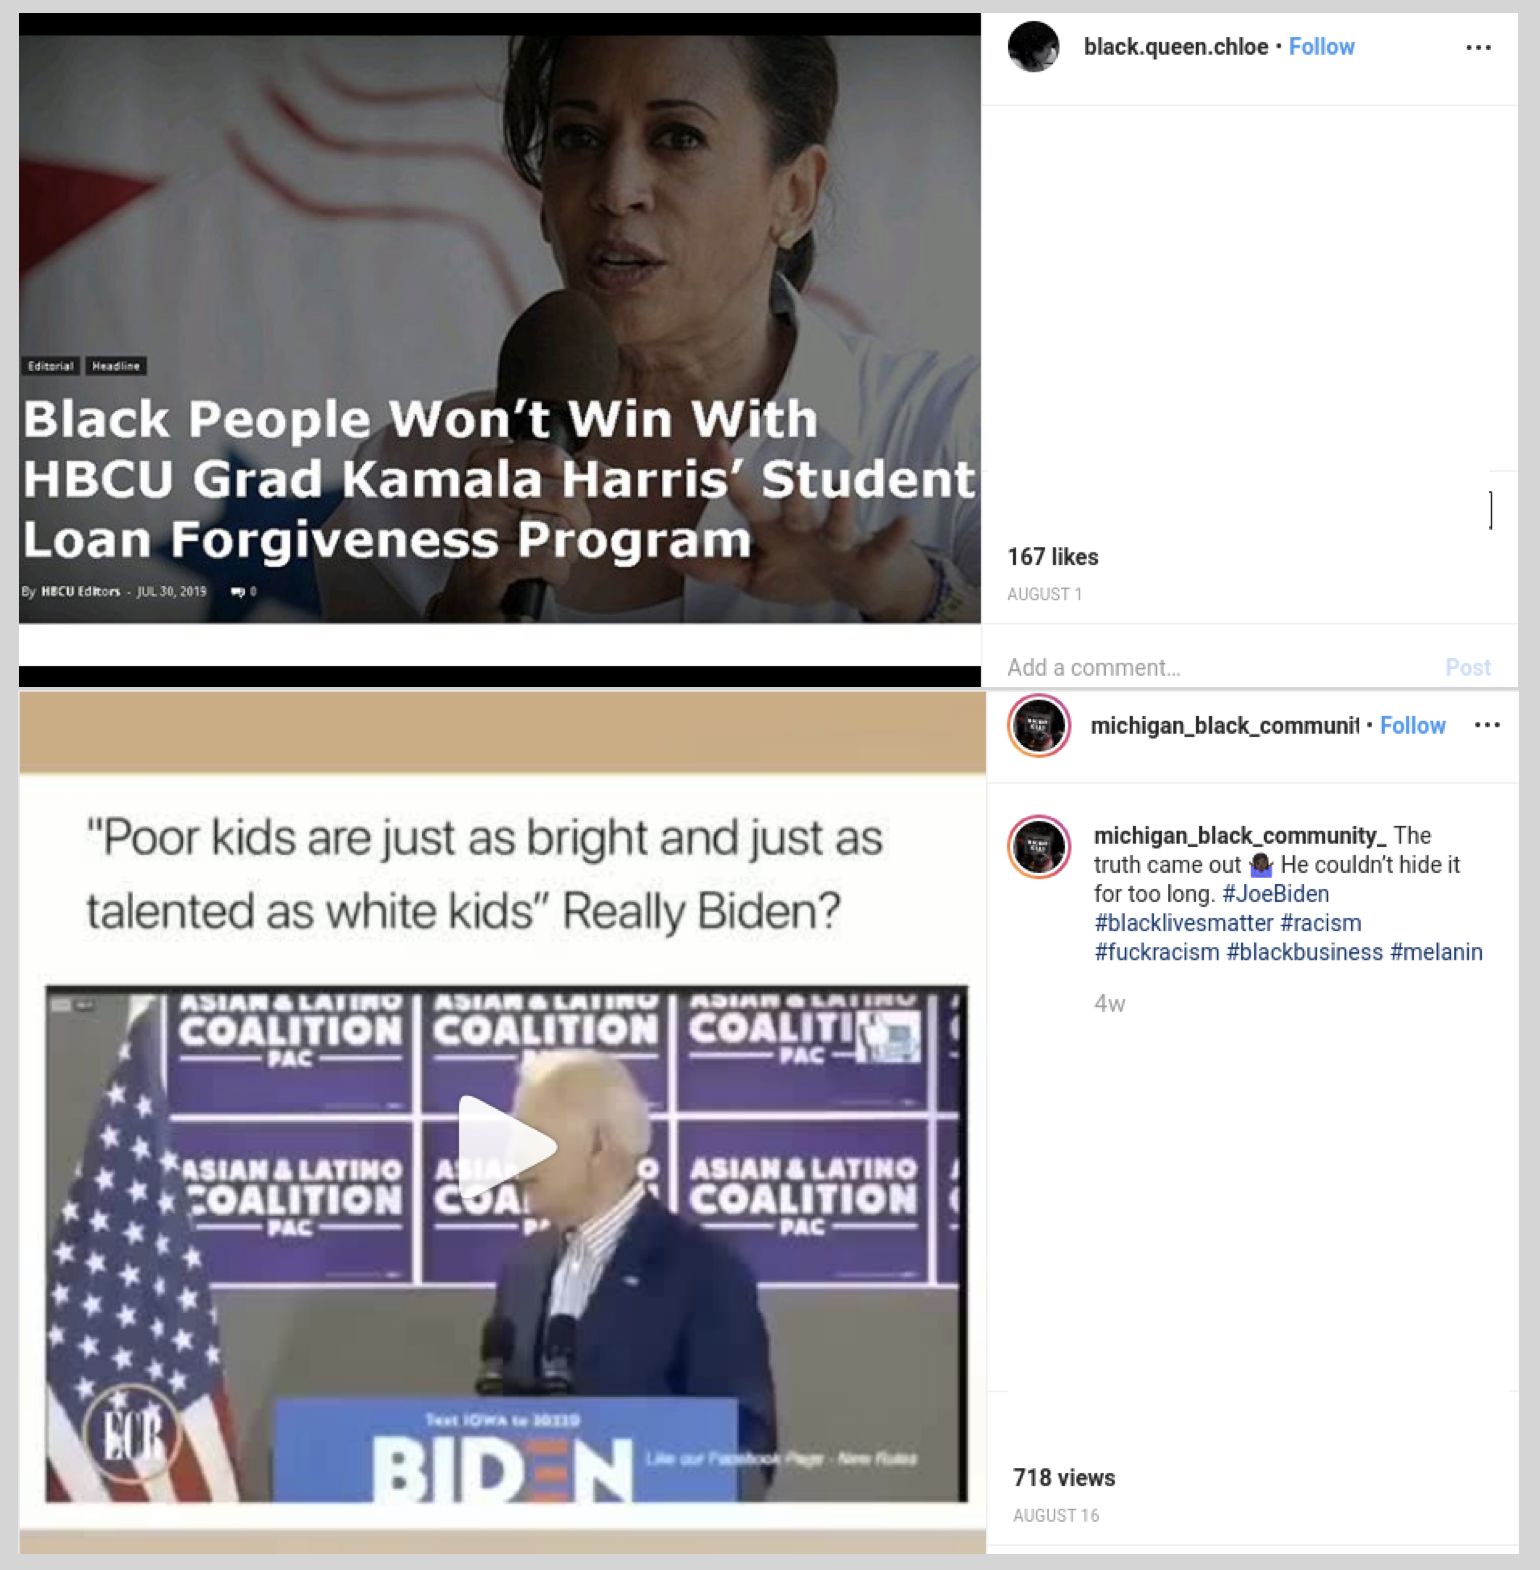 black.queen.chloe • Follow
Editorial Headline
Black People Won't Win With
HBCU Grad Kamala Harris' Student
Loan Forgiveness Program
By HBCU Editors - JUL 30, 2019 0
167 likes
AUGUST 1
Add a comment...
Post
michigan_black_communit • Follow
"Poor kids are just as bright and just as
talented as white kids" Really Biden?
michigan_black_community_ The
truth came out 🤷🏿‍♀️ He couldn't hide it
for too long. #JoeBiden
#blacklivesmatter #racism
#fuckracism #blackbusiness #melanin
4w
ASIAN & LATINO ASIAN & LATINO ASIAN & LATINO
COALITION COALITION COALITI
PAC PAC
ASIAN & LATINO AS O ASIAN & LATINO
COALITION COA COALITION
PAC PA PAC
ECR
Text IOWA to 30330
BIDEN
Like our Facebook Page - New Rules
718 views
AUGUST 16